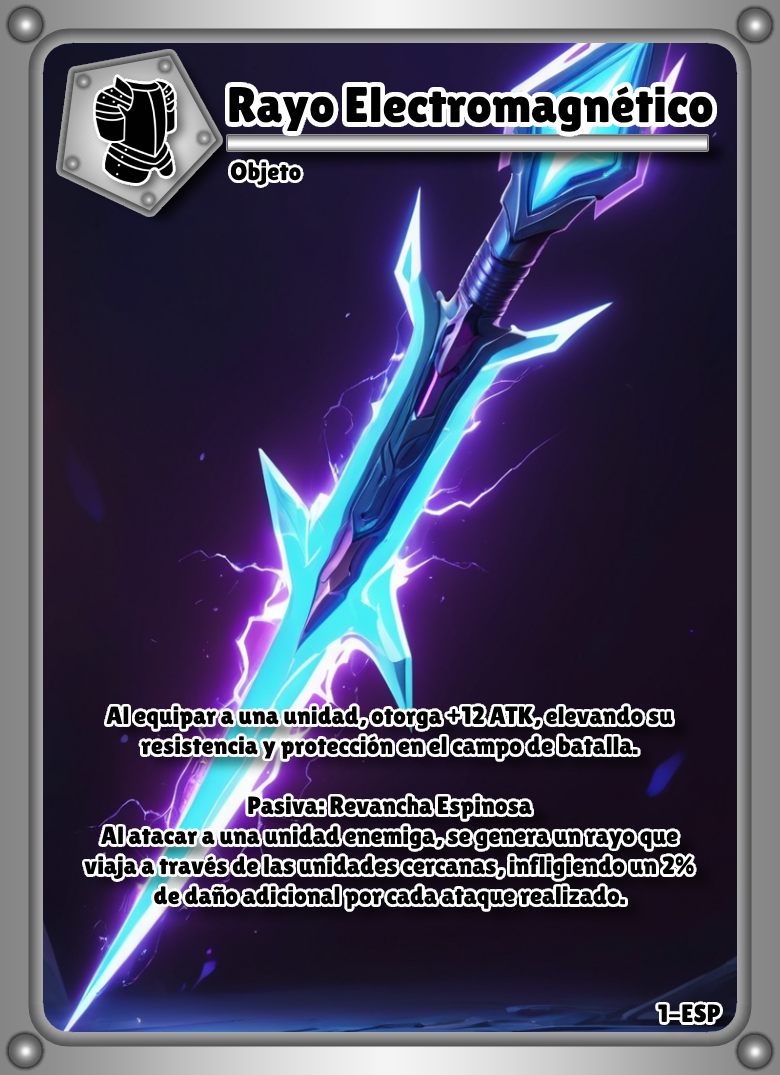 Rayo Electromagnético
Objeto
Al equipar a una unidad, otorga +12 ATK, elevando su
resistencia y protección en el campo de batalla.
Pasiva: Revancha Espinosa
Al atacar a una unidad enemiga, se genera un rayo que
viaja a través de las unidades cercanas, infligiendo un 2%
de daño adicional por cada ataque realizado.
1-ESP